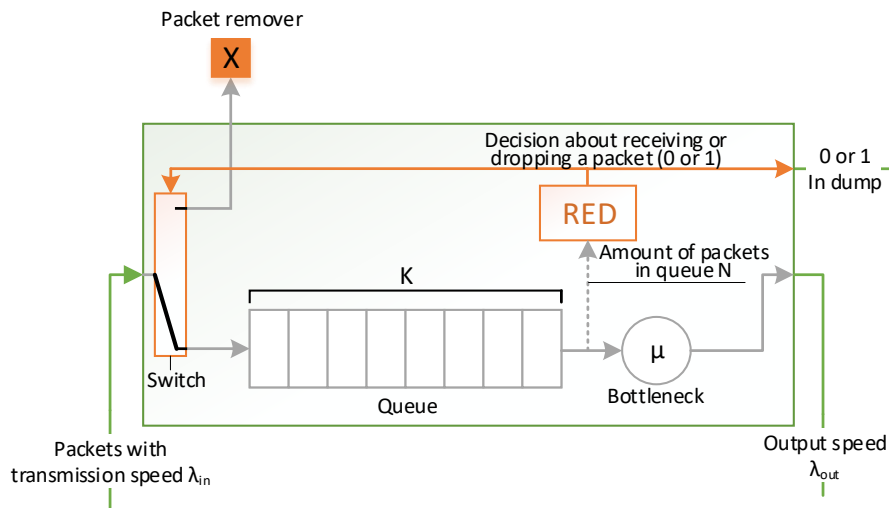 Packet remover
X
Decision about receiving or
dropping a packet (0 or 1)
0 or 1
In dump
RED
Amount of packets
in queue N
K
μ
Switch
Queue
Bottleneck
Packets with
transmission speed λin
Output speed
λout